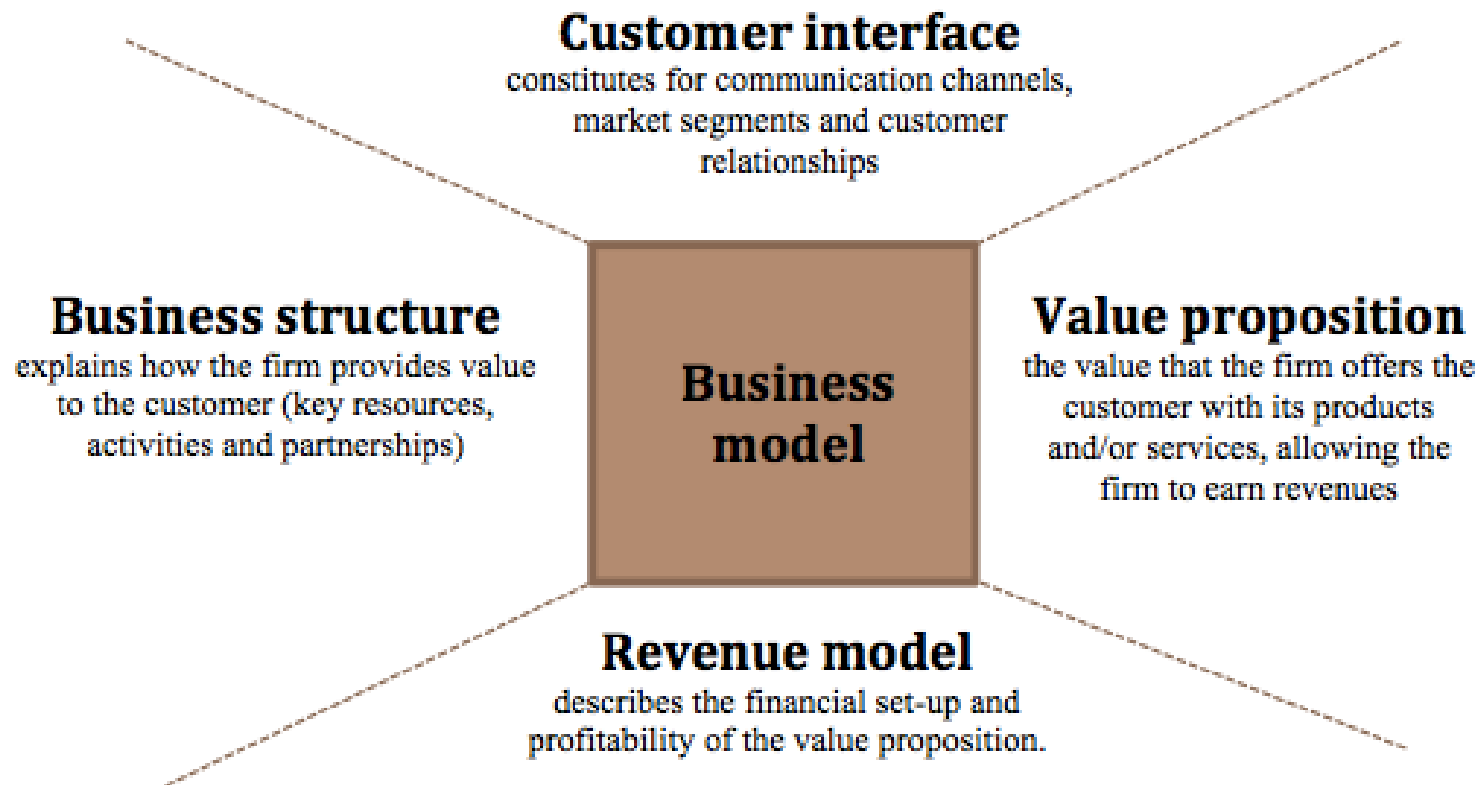 Customer interface
constitutes for communication channels,
market segments and customer
relationships
Business structure
explains how the firm provides value
to the customer (key resources,
activities and partnerships)
Business
model
Value proposition
the value that the firm offers the
customer with its products
and/or services, allowing the
firm to earn revenues
Revenue model
describes the financial set-up and
profitability of the value proposition.